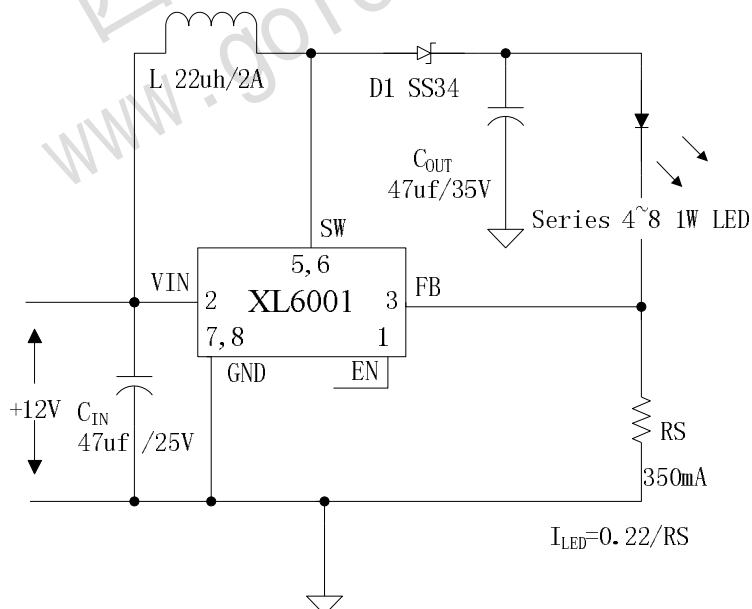 L 22uh/2A
D1 SS34
COUT
47uf/35V
Series 4~8 1W LED
SW
5,6
VIN
2
XL6001
3
FB
7,8
1
GND
EN
+12V
CIN
47uf /25V
RS
350mA
ILED=0.22/RS